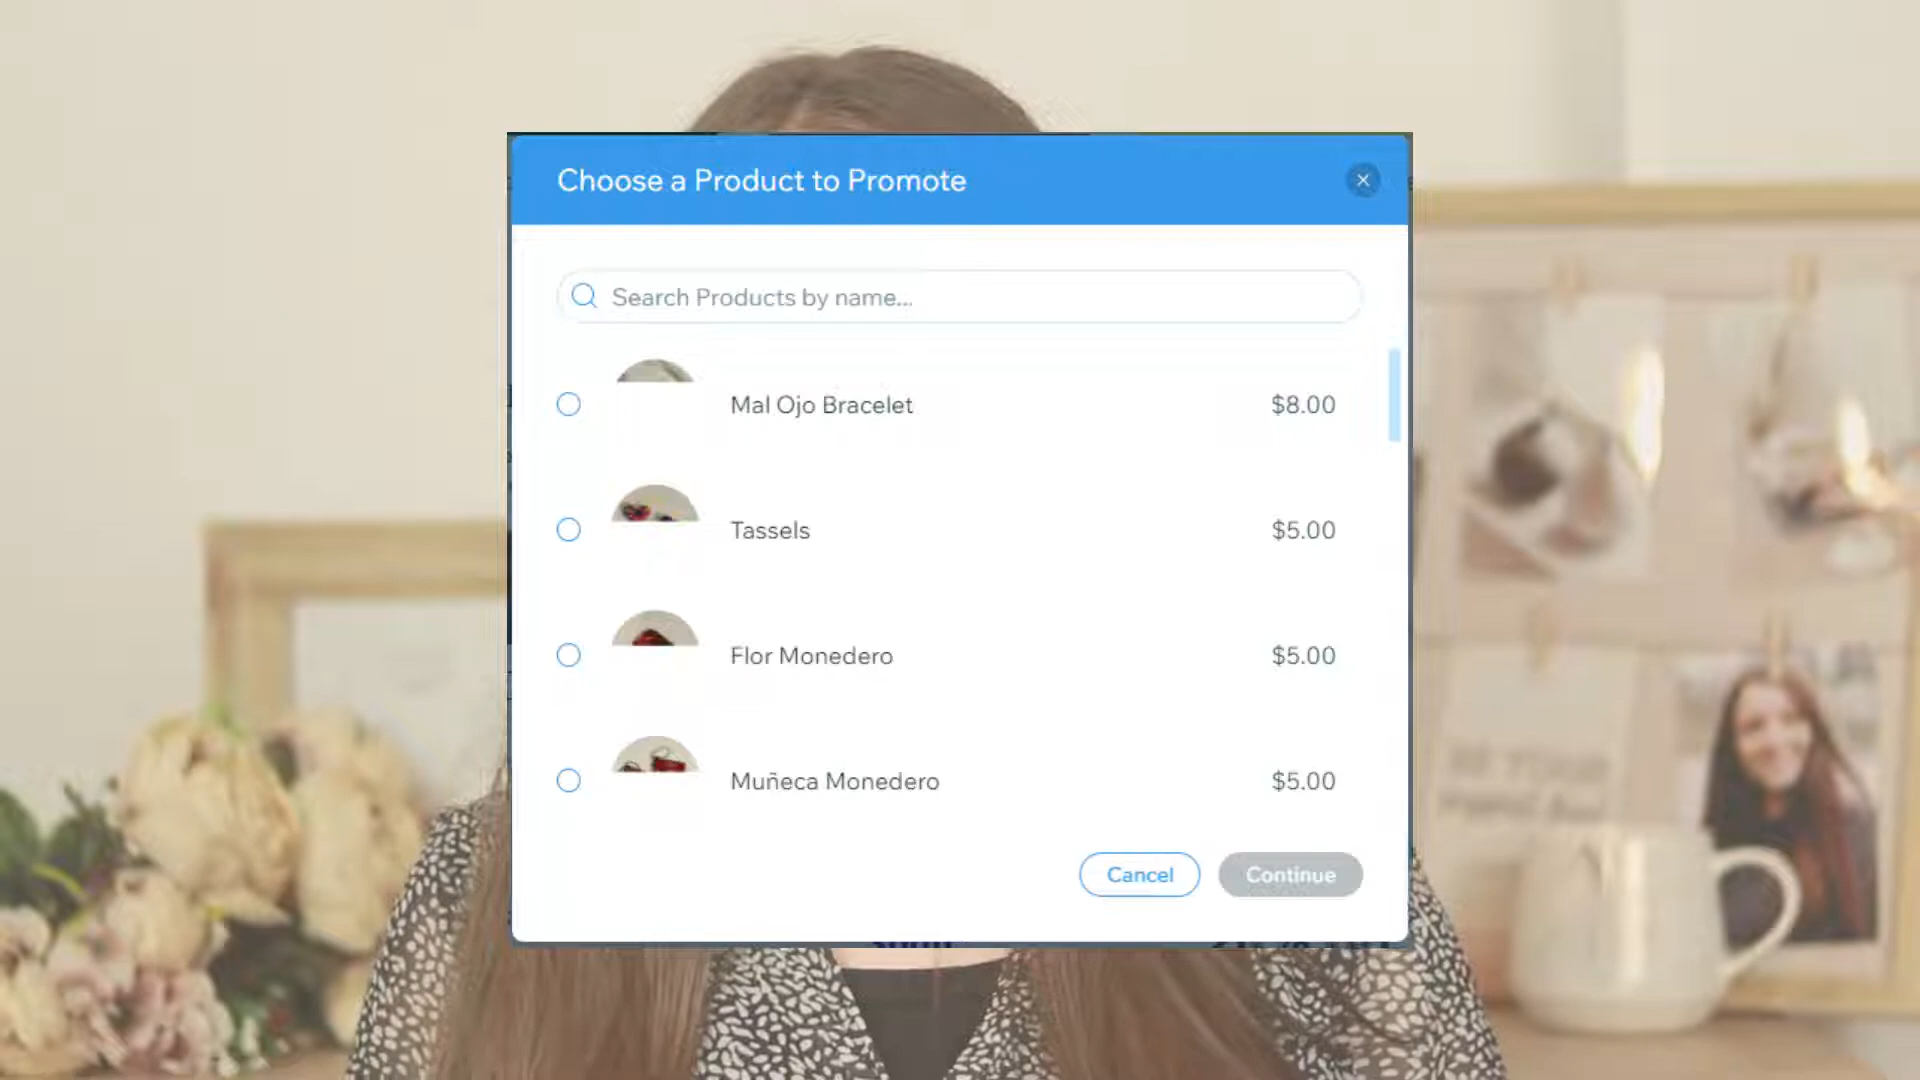 Choose a Product to Promote
Search Products by name...
Mal Ojo Bracelet $8.00
Tassels $5.00
Flor Monedero $5.00
Muñeca Monedero $5.00
Cancel Continue